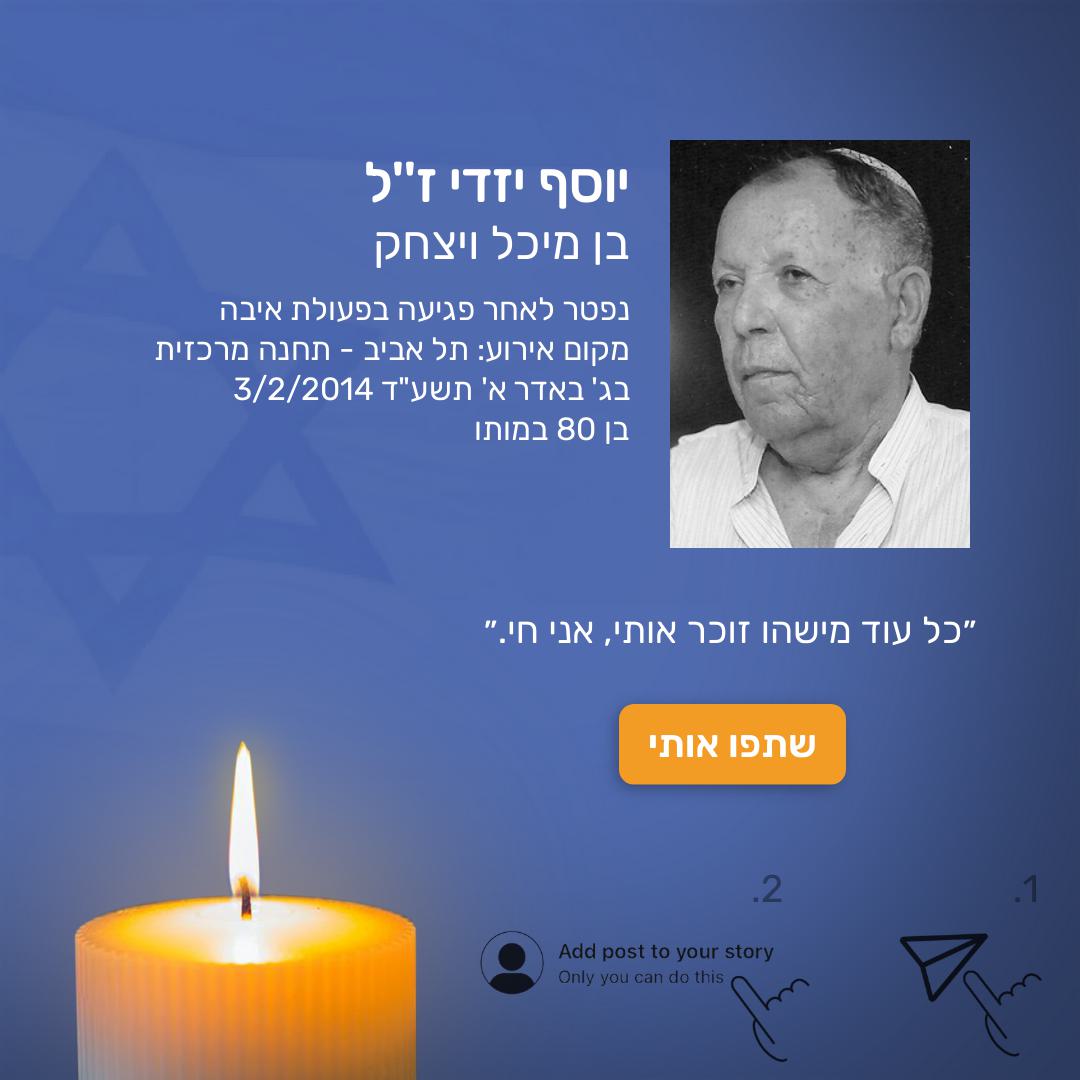 יוסף יזדי ז"ל
בן מיכל ויצחק
נפטר לאחר פגיעה בפעולת איבה
מקום אירוע: תל אביב - תחנה מרכזית
בג' באדר א' תשע"ד 3/2/2014
בן 80 במותו
״כל עוד מישהו זוכר אותי, אני חי.״
שתפו אותי
1.
2.
Add post to your story
Only you can do this